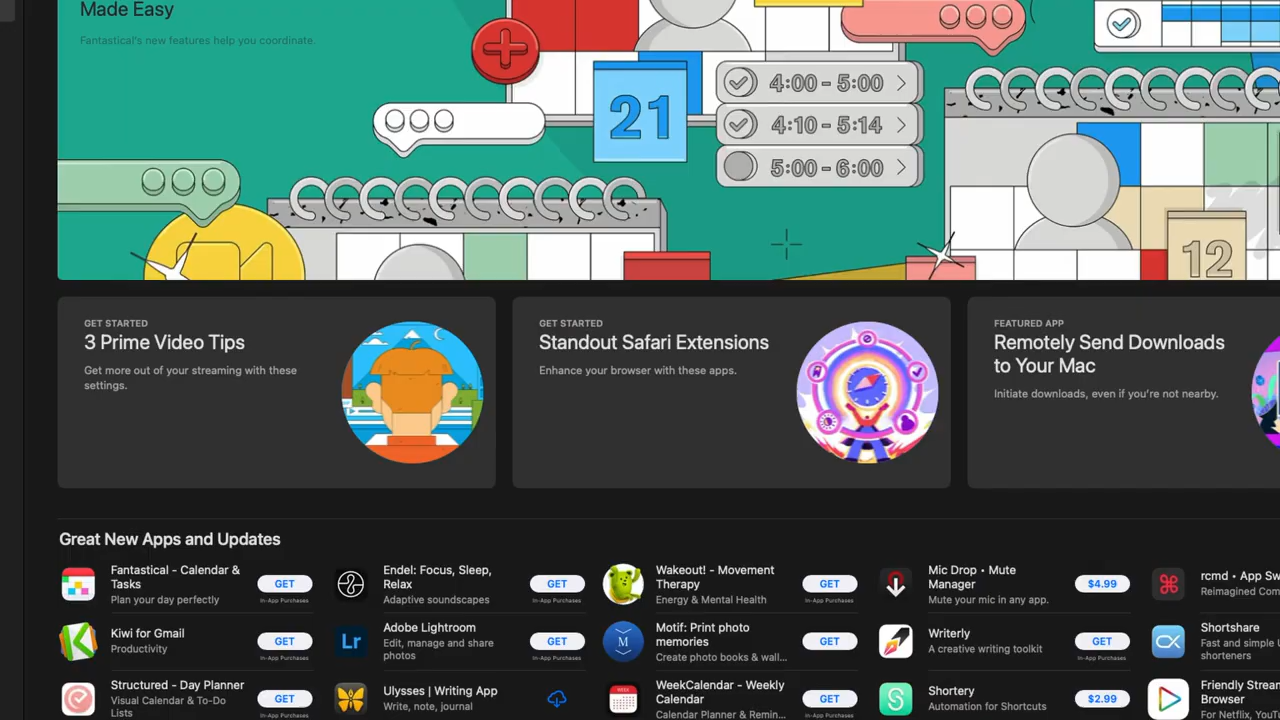 Made Easy
Fantastical's new features help you coordinate.
21
4:00 - 5:00
4:10 - 5:14
5:00 - 6:00
12
GET STARTED
3 Prime Video Tips
Get more out of your streaming with these
settings.
GET STARTED
Standout Safari Extensions
Enhance your browser with these apps.
FEATURED APP
Remotely Send Downloads
to Your Mac
Initiate downloads, even if you're not nearby.
Great New Apps and Updates
Fantastical - Calendar &
Tasks
Plan your day perfectly
GET
In-App Purchases
Endel: Focus, Sleep,
Relax
Adaptive soundscapes
GET
In-App Purchases
Wakeout! - Movement
Therapy
Energy & Mental Health
GET
In-App Purchases
Mic Drop • Mute
Manager
Mute your mic in any app.
$4.99
rcmd • App Sw
Reimagined Com
Kiwi for Gmail
Productivity
GET
In-App Purchases
Lr
Adobe Lightroom
Edit, manage and share
photos
GET
In-App Purchases
M
Motif: Print photo
memories
Create photo books & wall...
GET
Writerly
A creative writing toolkit
GET
In-App Purchases
Shortshare
Fast and simple
shorteners
Structured - Day Planner
Visual Calendar & To-Do
Lists
GET
Ulysses | Writing App
Write, note, journal
WeekCalendar - Weekly
Calendar
Calendar Planner & Remin...
GET
S
Shortery
Automation for Shortcuts
$2.99
Friendly Strean
Browser
For Netflix, YouT